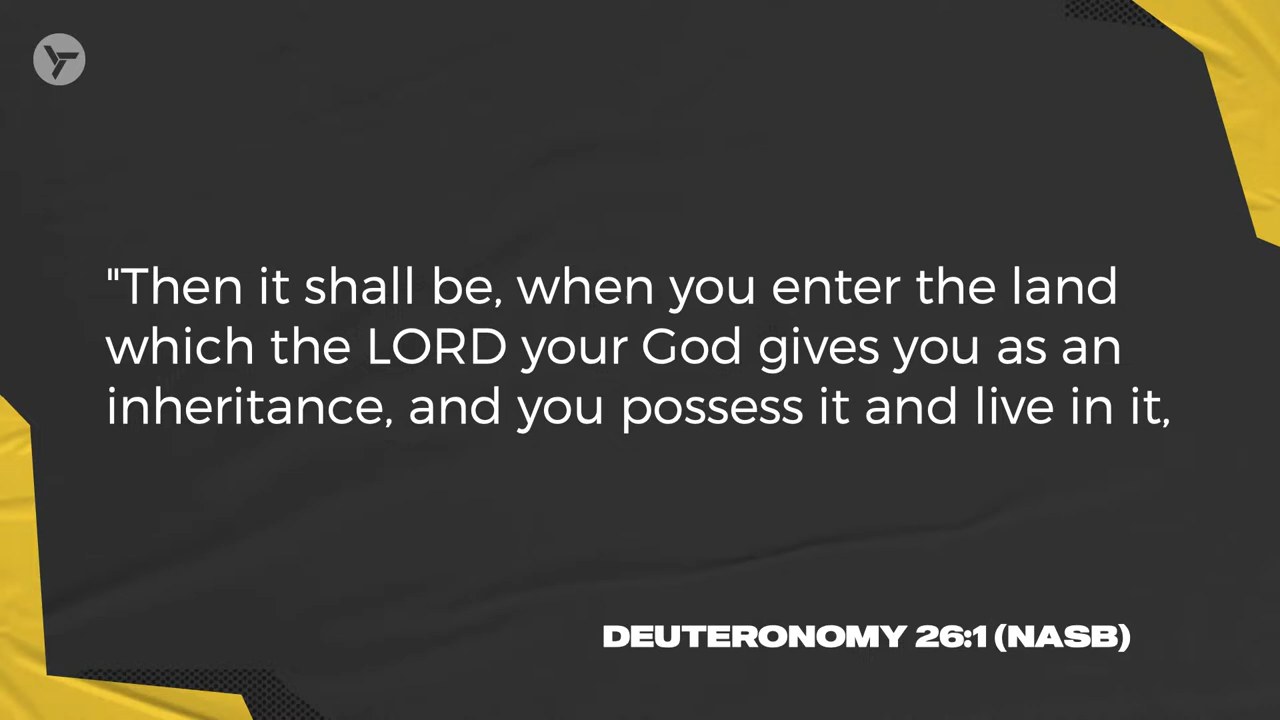 "Then it shall be, when you enter the land
which the LORD your God gives you as an
inheritance, and you possess it and live in it,
DEUTERONOMY 26:1 (NASB)